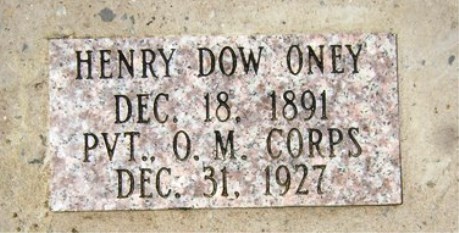 HENRY DOW ONEY
DEC. 18, 1891
PVT., O. M. CORPS
DEC. 31, 1927